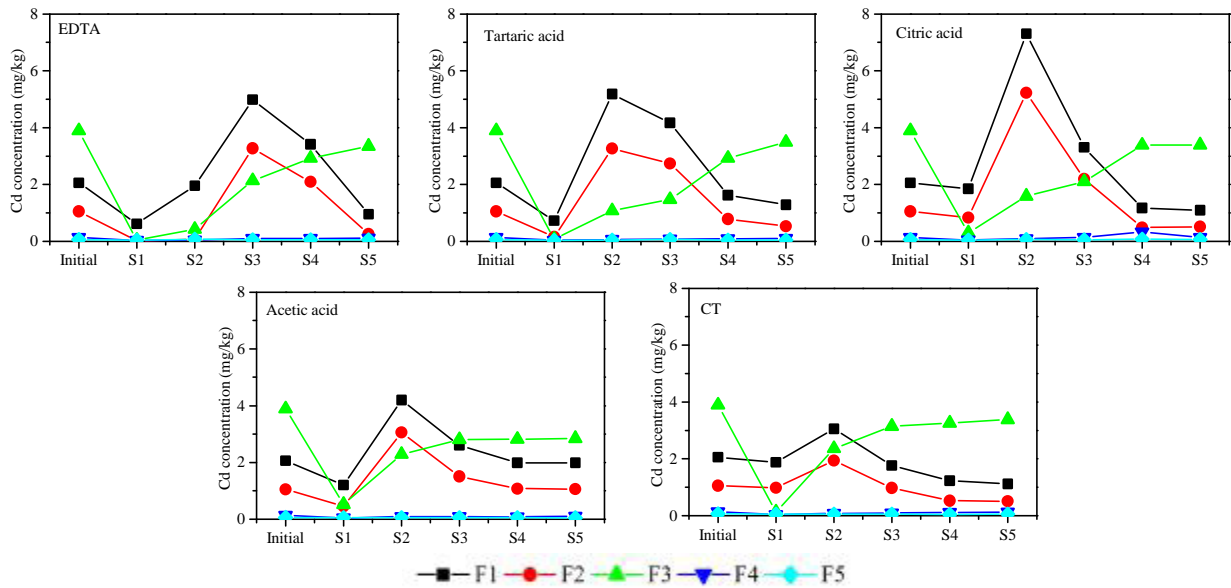 EDTA
Cd concentration (mg/kg)
8
6
4
2
0
Initial S1 S2 S3 S4 S5
Tartaric acid
Cd concentration (mg/kg)
8
6
4
2
0
Initial S1 S2 S3 S4 S5
Citric acid
Cd concentration (mg/kg)
8
6
4
2
0
Initial S1 S2 S3 S4 S5
Acetic acid
Cd concentration (mg/kg)
8
6
4
2
0
Initial S1 S2 S3 S4 S5
CT
Cd concentration (mg/kg)
8
6
4
2
0
Initial S1 S2 S3 S4 S5
F1 F2 F3 F4 F5